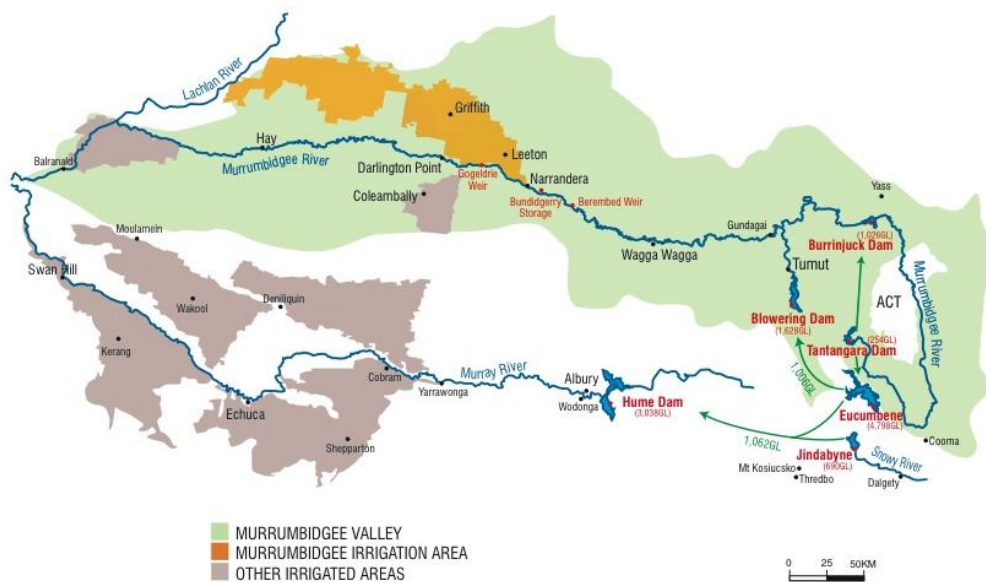 Lachlan River
Griffith
Hay
Balranald
Murrumbidgee River
Darlington Point
Leeton
Gogeldrie
Weir
Narrandera
Coleambally
Bundidgerry
Storage
Berembed Weir
Yass
Moulamein
Gundagai
(1,026GL)
Burrinjuck Dam
Wagga Wagga
Swan Hill
Tumut
Murrumbidgee River
Wakool
Deniliquin
ACT
Blowering Dam
(1,628GL)
(254GL)
Tantangara Dam
Kerang
1,006GL
Cobram
Murray River
Yarrawonga
Albury
Wodonga
Hume Dam
(3,038GL)
Echuca
Eucumbene
(4,798GL)
Shepparton
1,062GL
Cooma
Jindabyne
(690GL)
Snowy River
Mt Kosiucsko
Thredbo
Dalgety
MURRUMBIDGEE VALLEY
MURRUMBIDGEE IRRIGATION AREA
OTHER IRRIGATED AREAS
0 25 50KM